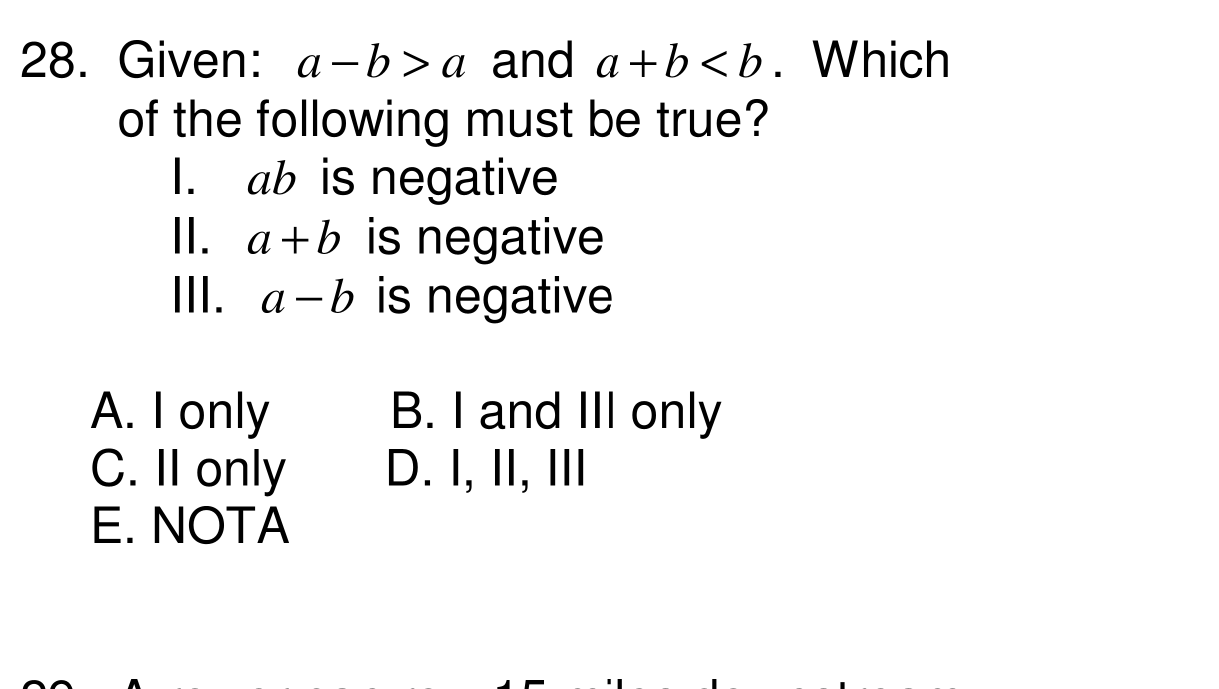 28. Given: a − b > a and a + b < b. Which
of the following must be true?
I. ab is negative
II. a + b is negative
III. a − b is negative
A. I only B. I and III only
C. II only D. I, II, III
E. NOTA